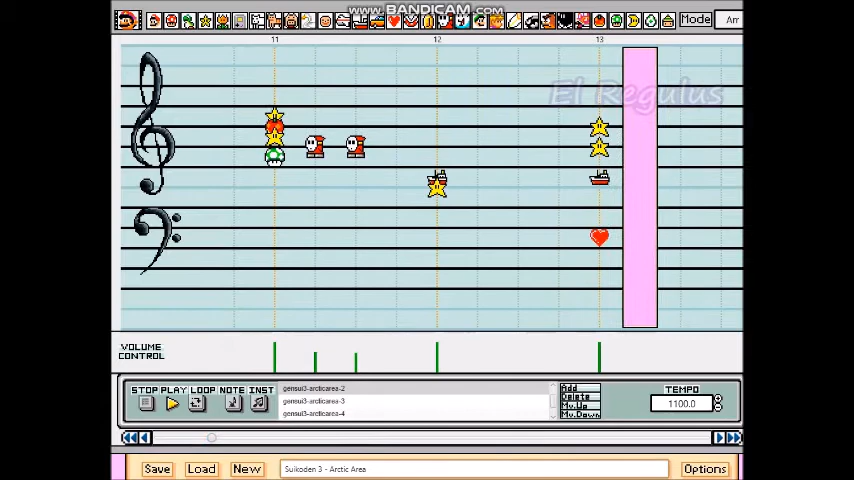 www.BANDICAM.com
Mode Arr
11 12 13
El Regulus
VOLUME
CONTROL
STOP PLAY LOOP NOTE INST
gensui3-arcticarea-2
gensui3-arcticarea-3
gensui3-arcticarea-4
Add
Delete
Mv.Up
Mv.Down
TEMPO
1100.0
Save Load New Suikoden 3 - Arctic Area Options